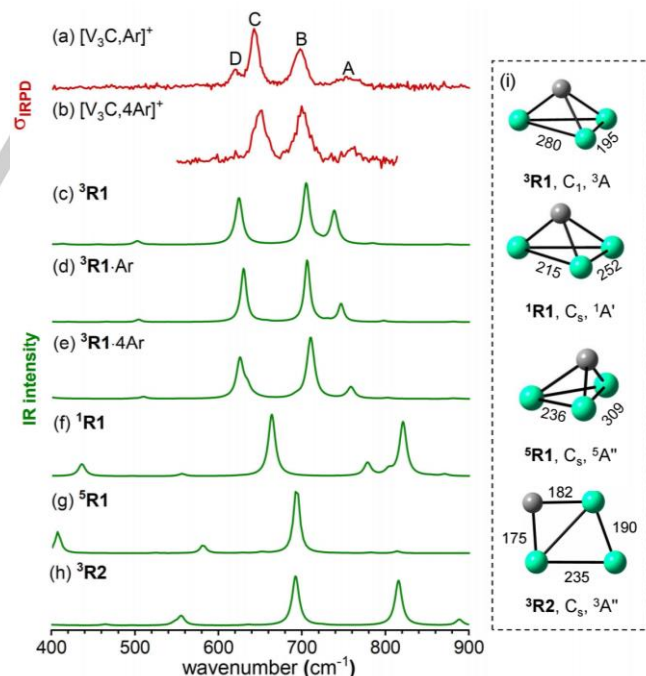 (a) [V₃C,Ar]⁺
D
C
B
A
σIRPD
(b) [V₃C,4Ar]⁺
(c) ³R1
(d) ³R1·Ar
(e) ³R1·4Ar
IR intensity
(f) ¹R1
(g) ⁵R1
(h) ³R2
400 500 600 700 800 900
wavenumber (cm⁻¹)
(i)
280
195
³R1, C₁, ³A
215
252
¹R1, Cₛ, ¹A'
236
309
⁵R1, Cₛ, ⁵A"
182
175
190
235
³R2, Cₛ, ³A"